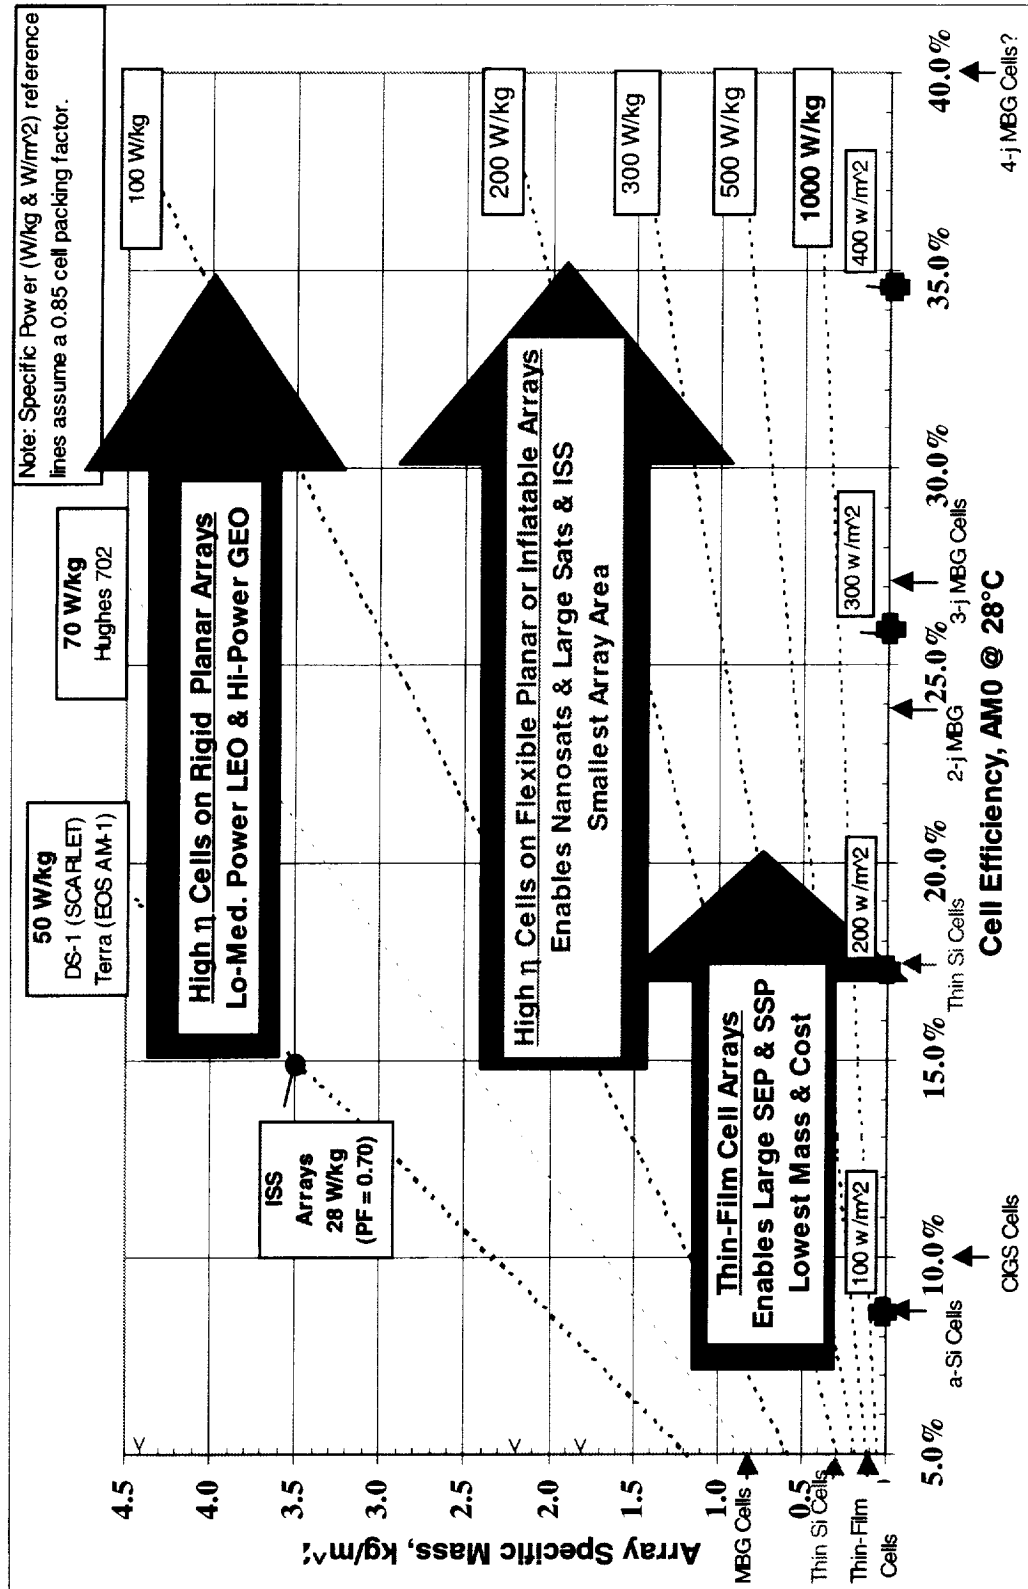 Note: Specific Power (W/kg & W/m^2) reference
lines assume a 0.85 cell packing factor.
50 W/kg
DS-1 (SCARLET)
Terra (EOS AM-1)
70 W/kg
Hughes 702
100 W/kg
200 W/kg
300 W/kg
500 W/kg
1000 W/kg
High η Cells on Rigid Planar Arrays
Lo-Med. Power LEO & Hi-Power GEO
ISS
Arrays
28 W/kg
(PF = 0.70)
High η Cells on Flexible Planar or Inflatable Arrays
Enables Nanosats & Large Sats & ISS
Smallest Array Area
Thin-Film Cell Arrays
Enables Large SEP & SSP
Lowest Mass & Cost
100 w/m^2
200 w/m^2
300 w/m^2
400 w/m^2
Array Specific Mass, kg/m^
4.5
4.0
3.5
3.0
2.5
2.0
1.5
1.0
0.5
MBG Cells
Thin Si Cells
Thin-Film
Cells
5.0%
10.0%
15.0%
20.0%
25.0%
30.0%
35.0%
40.0%
a-Si Cells
CIGS Cells
Thin Si Cells
2-j MBG
3-j MBG Cells
4-j MBG Cells?
Cell Efficiency, AM0 @ 28°C